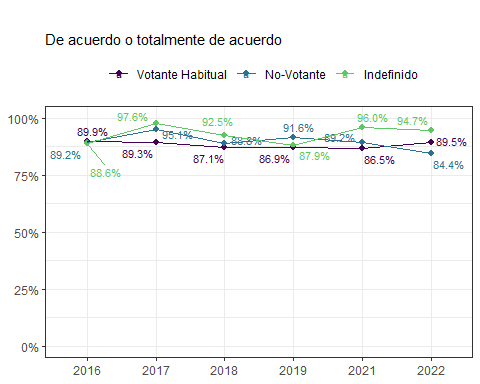 De acuerdo o totalmente de acuerdo
Votante Habitual No-Votante Indefinido
100%
75%
50%
25%
0%
89.9% 97.6% 92.5% 91.6% 96.0% 94.7%
95.1% 88.8% 89.2% 89.5%
89.2% 89.3% 87.1% 86.9% 87.9% 86.5% 84.4%
88.6%
2016 2017 2018 2019 2021 2022